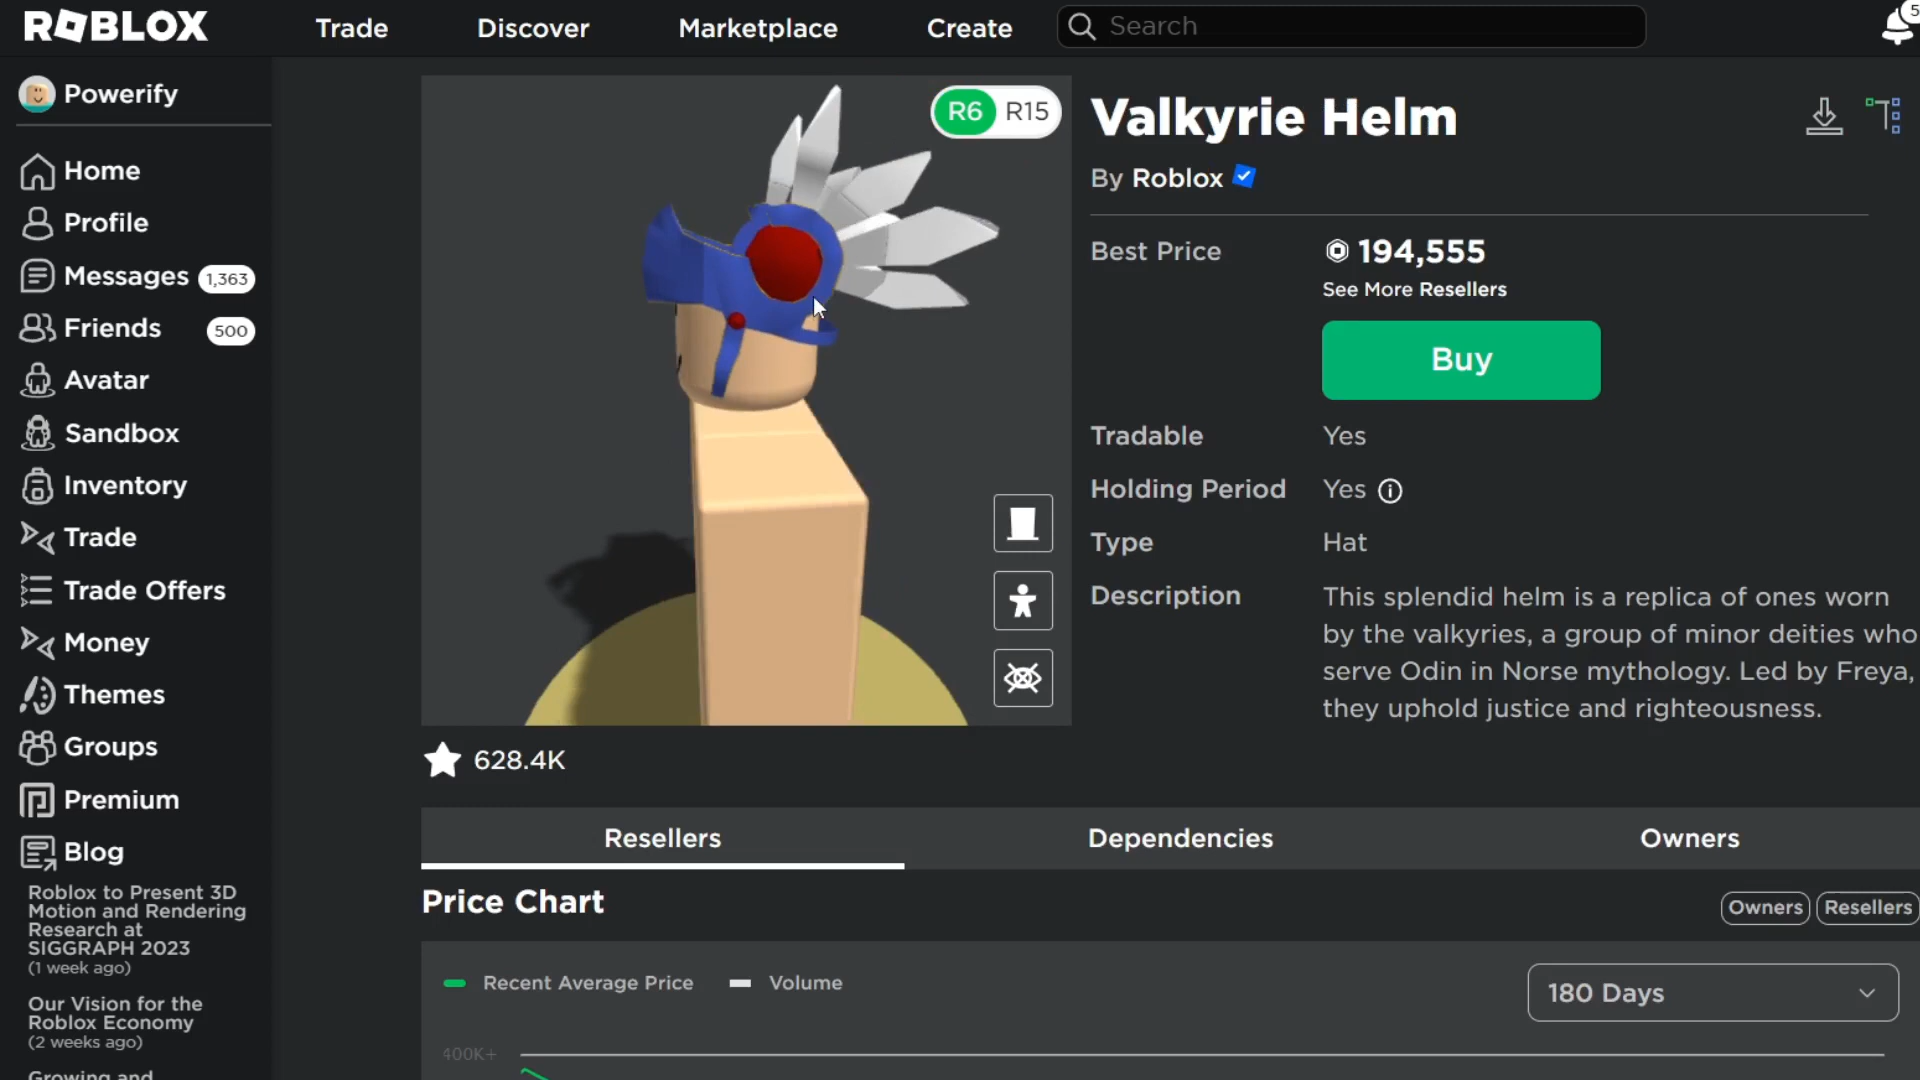 ROBLOX
Trade
Discover
Marketplace
Create
Search
5
Powerify
Home
Profile
Messages 1,363
Friends 500
Avatar
Sandbox
Inventory
Trade
Trade Offers
Money
Themes
Groups
Premium
Blog
Roblox to Present 3D
Motion and Rendering
Research at
SIGGRAPH 2023
(1 week ago)
Our Vision for the
Roblox Economy
(2 weeks ago)
Growing and
R6 R15
628.4K
Valkyrie Helm
By Roblox
Best Price
194,555
See More Resellers
Buy
Tradable Yes
Holding Period Yes
Type Hat
Description
This splendid helm is a replica of ones worn
by the valkyries, a group of minor deities who
serve Odin in Norse mythology. Led by Freya,
they uphold justice and righteousness.
Resellers
Dependencies
Owners
Price Chart
Owners
Resellers
Recent Average Price
Volume
180 Days
400K+